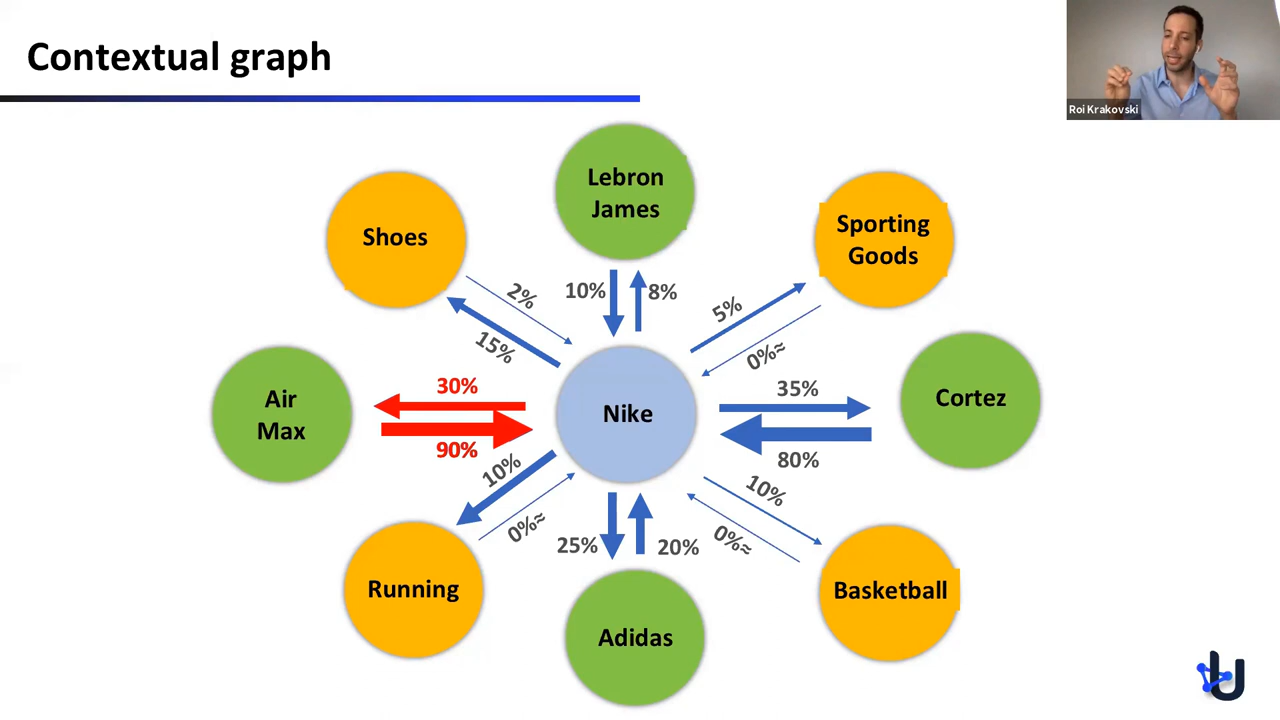 Contextual graph
Roi Krakovski
Lebron
James
Shoes
Sporting
Goods
2%
10%
8%
5%
15%
0%≈
Air
Max
30%
90%
Nike
35%
80%
Cortez
10%
0%≈
25%
20%
10%
0%≈
Running
Adidas
Basketball
U